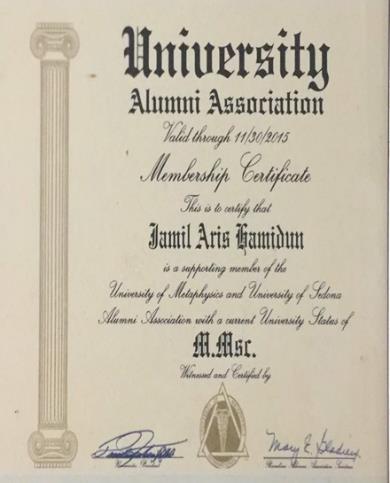 University
Alumni Association
Valid through 11/30/2015
Membership Certificate
This is to certify that
Jamil Aris Hamidun
is a supporting member of the
University of Metaphysics and University of Sedona
Alumni Association with a current University Status of
M.Msc.
Witnessed and Certified by
Mary E.